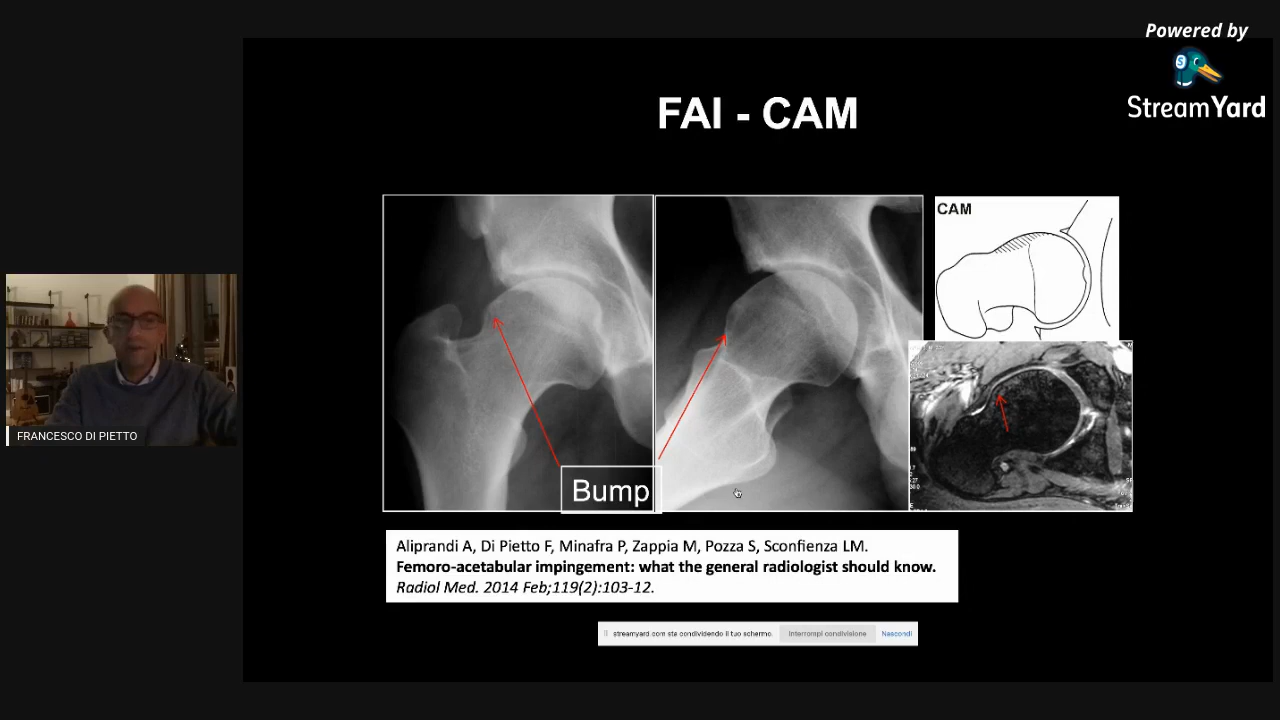 Powered by
StreamYard
FAI - CAM
CAM
Bump
FRANCESCO DI PIETTO
Aliprandi A, Di Pietto F, Minafra P, Zappia M, Pozza S, Sconfienza LM.
Femoro-acetabular impingement: what the general radiologist should know.
Radiol Med. 2014 Feb;119(2):103-12.
streamyard.com sta condividendo il tuo schermo. Interrompi condivisione Nascondi